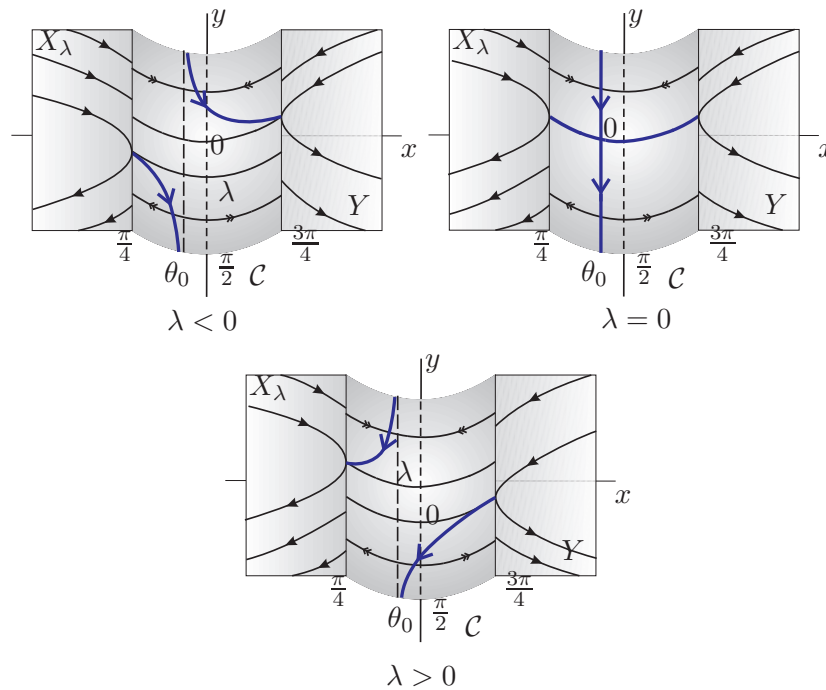 y
X_λ
0
x
λ
Y
π/4
3π/4
θ_0
π/2
C
λ < 0
y
X_λ
0
x
Y
π/4
3π/4
θ_0
π/2
C
λ = 0
y
X_λ
λ
x
0
Y
π/4
3π/4
θ_0
π/2
C
λ > 0